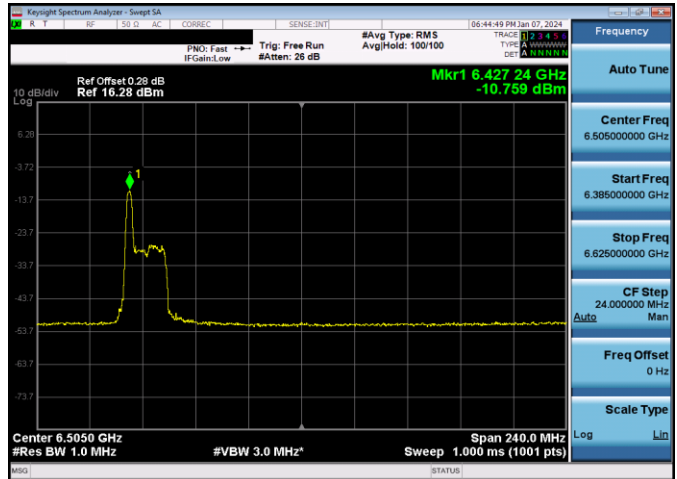 Keysight Spectrum Analyzer - Swept SA
R T RF 50 Ω AC CORREC SENSE:INT 06:44:49 PM Jan 07, 2024
Frequency
PNO: Fast
IFGain:Low
Trig: Free Run
#Atten: 26 dB
#Avg Type: RMS
Avg|Hold: 100/100
TRACE 1 2 3 4 5 6
TYPE A WWWWW
DET A N N N N N
Ref Offset 0.28 dB
10 dB/div Ref 16.28 dBm
Log
Mkr1 6.427 24 GHz
-10.759 dBm
6.28
-3.72
-13.7
-23.7
-33.7
-43.7
-53.7
-63.7
-73.7
1
Center 6.5050 GHz Span 240.0 MHz
#Res BW 1.0 MHz #VBW 3.0 MHz* Sweep 1.000 ms (1001 pts)
MSG STATUS
Auto Tune
Center Freq
6.505000000 GHz
Start Freq
6.385000000 GHz
Stop Freq
6.625000000 GHz
CF Step
24.000000 MHz
Auto Man
Freq Offset
0 Hz
Scale Type
Log Lin